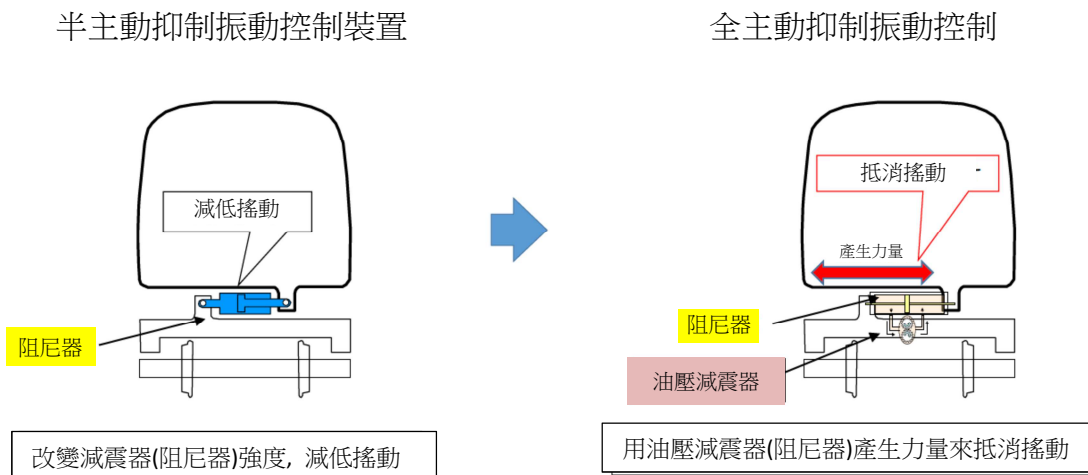 半主動抑制振動控制裝置
全主動抑制振動控制
減低搖動
阻尼器
改變減震器(阻尼器)強度, 減低搖動
抵消搖動 -
產生力量
阻尼器
油壓減震器
用油壓減震器(阻尼器)產生力量來抵消搖動